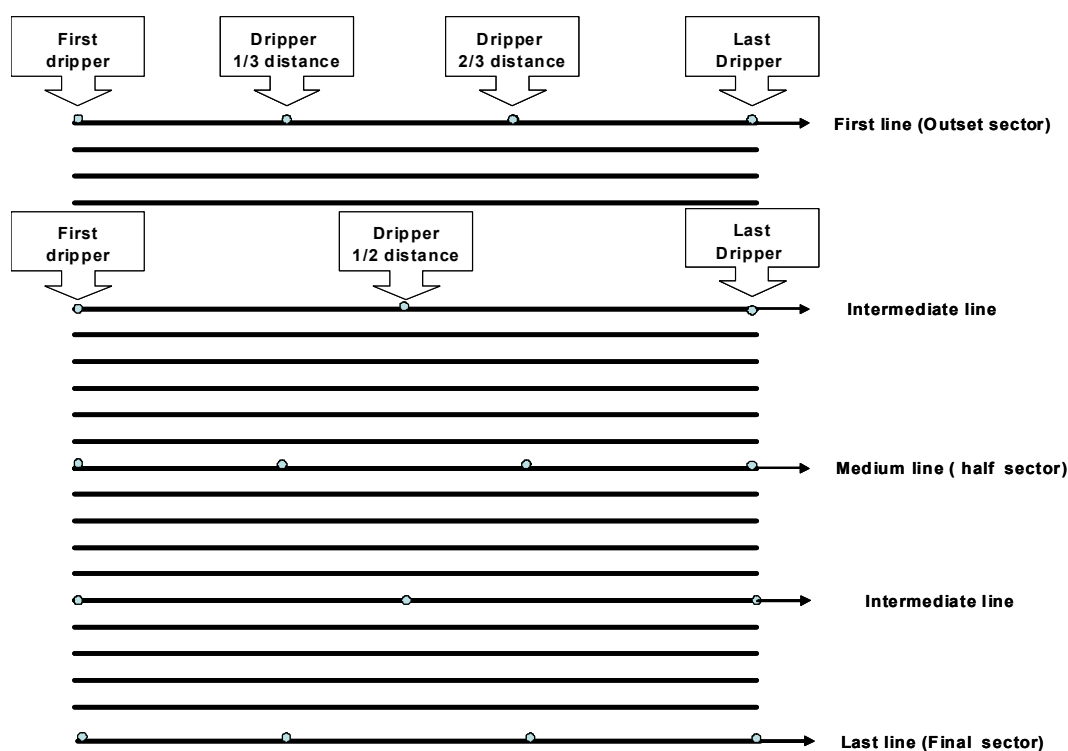 First
dripper
Dripper
1/3 distance
Dripper
2/3 distance
Last
Dripper
First line (Outset sector)
First
dripper
Dripper
1/2 distance
Last
Dripper
Intermediate line
Medium line ( half sector)
Intermediate line
Last line (Final sector)